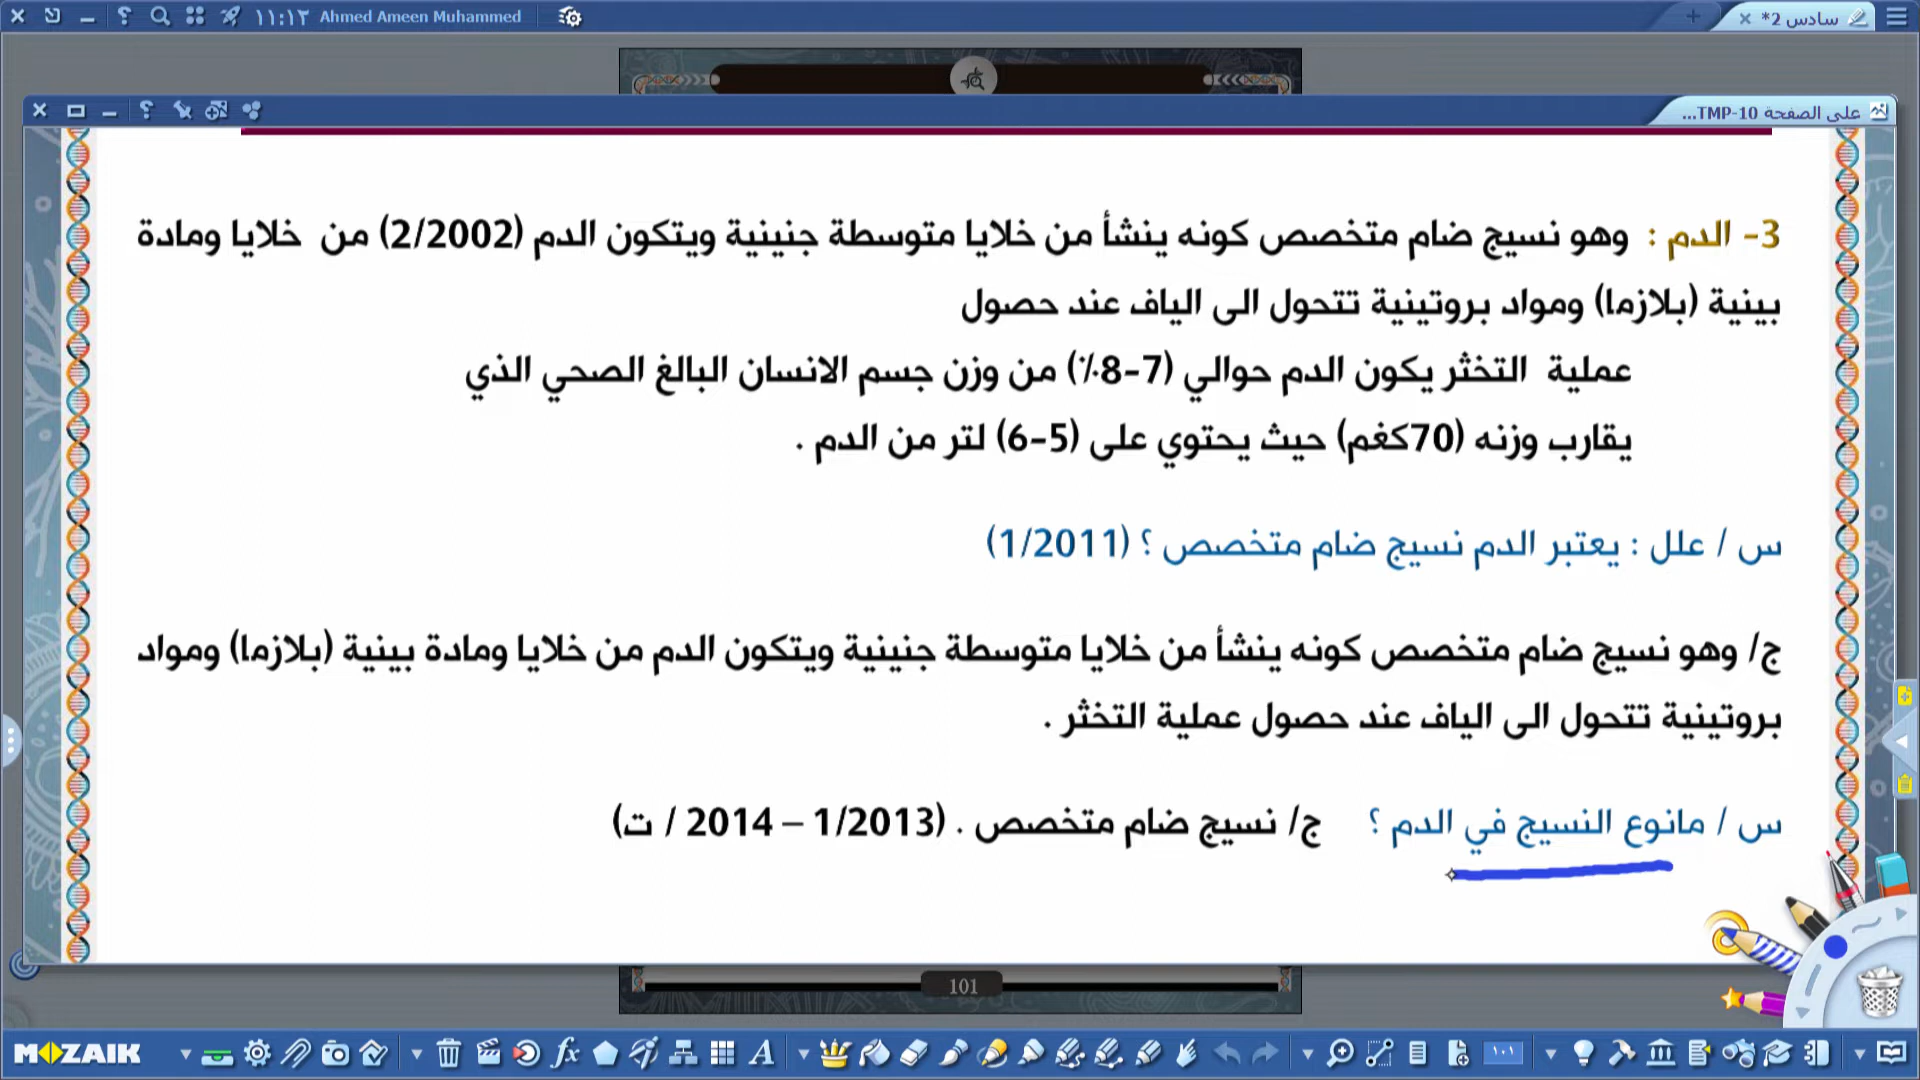 ١١:١٢ Ahmed Ameen Muhammed
سادس 2*
على الصفحة TMP-10...
3- الدم : وهو نسيج ضام متخصص كونه ينشأ من خلايا متوسطة جنينية ويتكون الدم (2/2002) من خلايا ومادة
بينية (بلازما) ومواد بروتينية تتحول الى الياف عند حصول
عملية التخثر يكون الدم حوالي (7-8٪) من وزن جسم الانسان البالغ الصحي الذي
يقارب وزنه (70كغم) حيث يحتوي على (5-6) لتر من الدم .
س / علل : يعتبر الدم نسيج ضام متخصص ؟ (1/2011)
ج/ وهو نسيج ضام متخصص كونه ينشأ من خلايا متوسطة جنينية ويتكون الدم من خلايا ومادة بينية (بلازما) ومواد
بروتينية تتحول الى الياف عند حصول عملية التخثر .
س / مانوع النسيج في الدم ؟ ج/ نسيج ضام متخصص . (1/2013 – 2014 / ت)
101
MOZAIK
١٠١